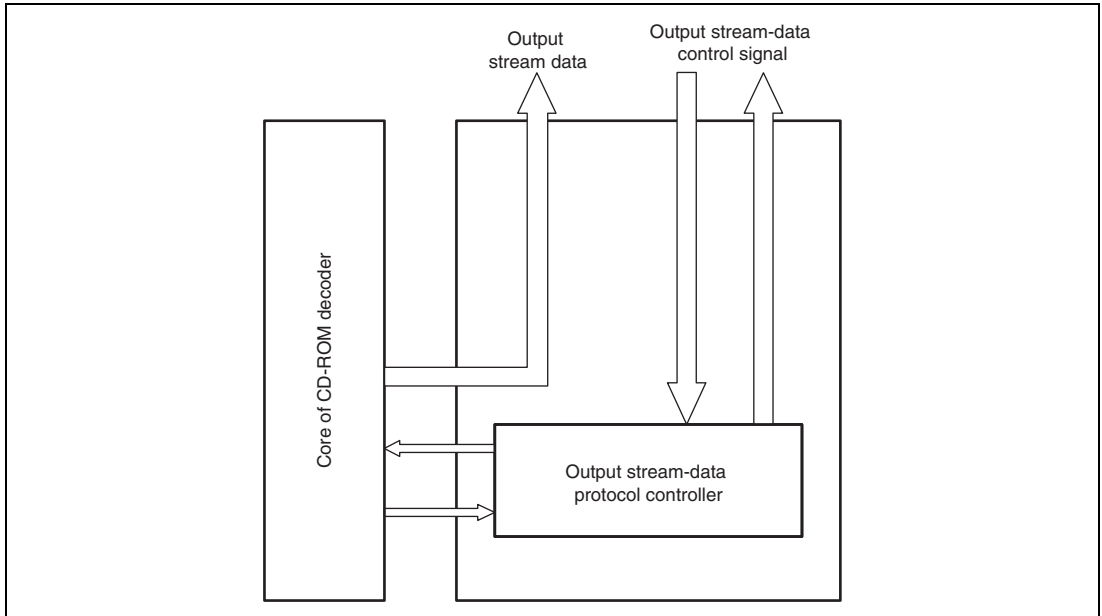 Output
stream data
Output stream-data
control signal
Core of CD-ROM decoder
Output stream-data
protocol controller